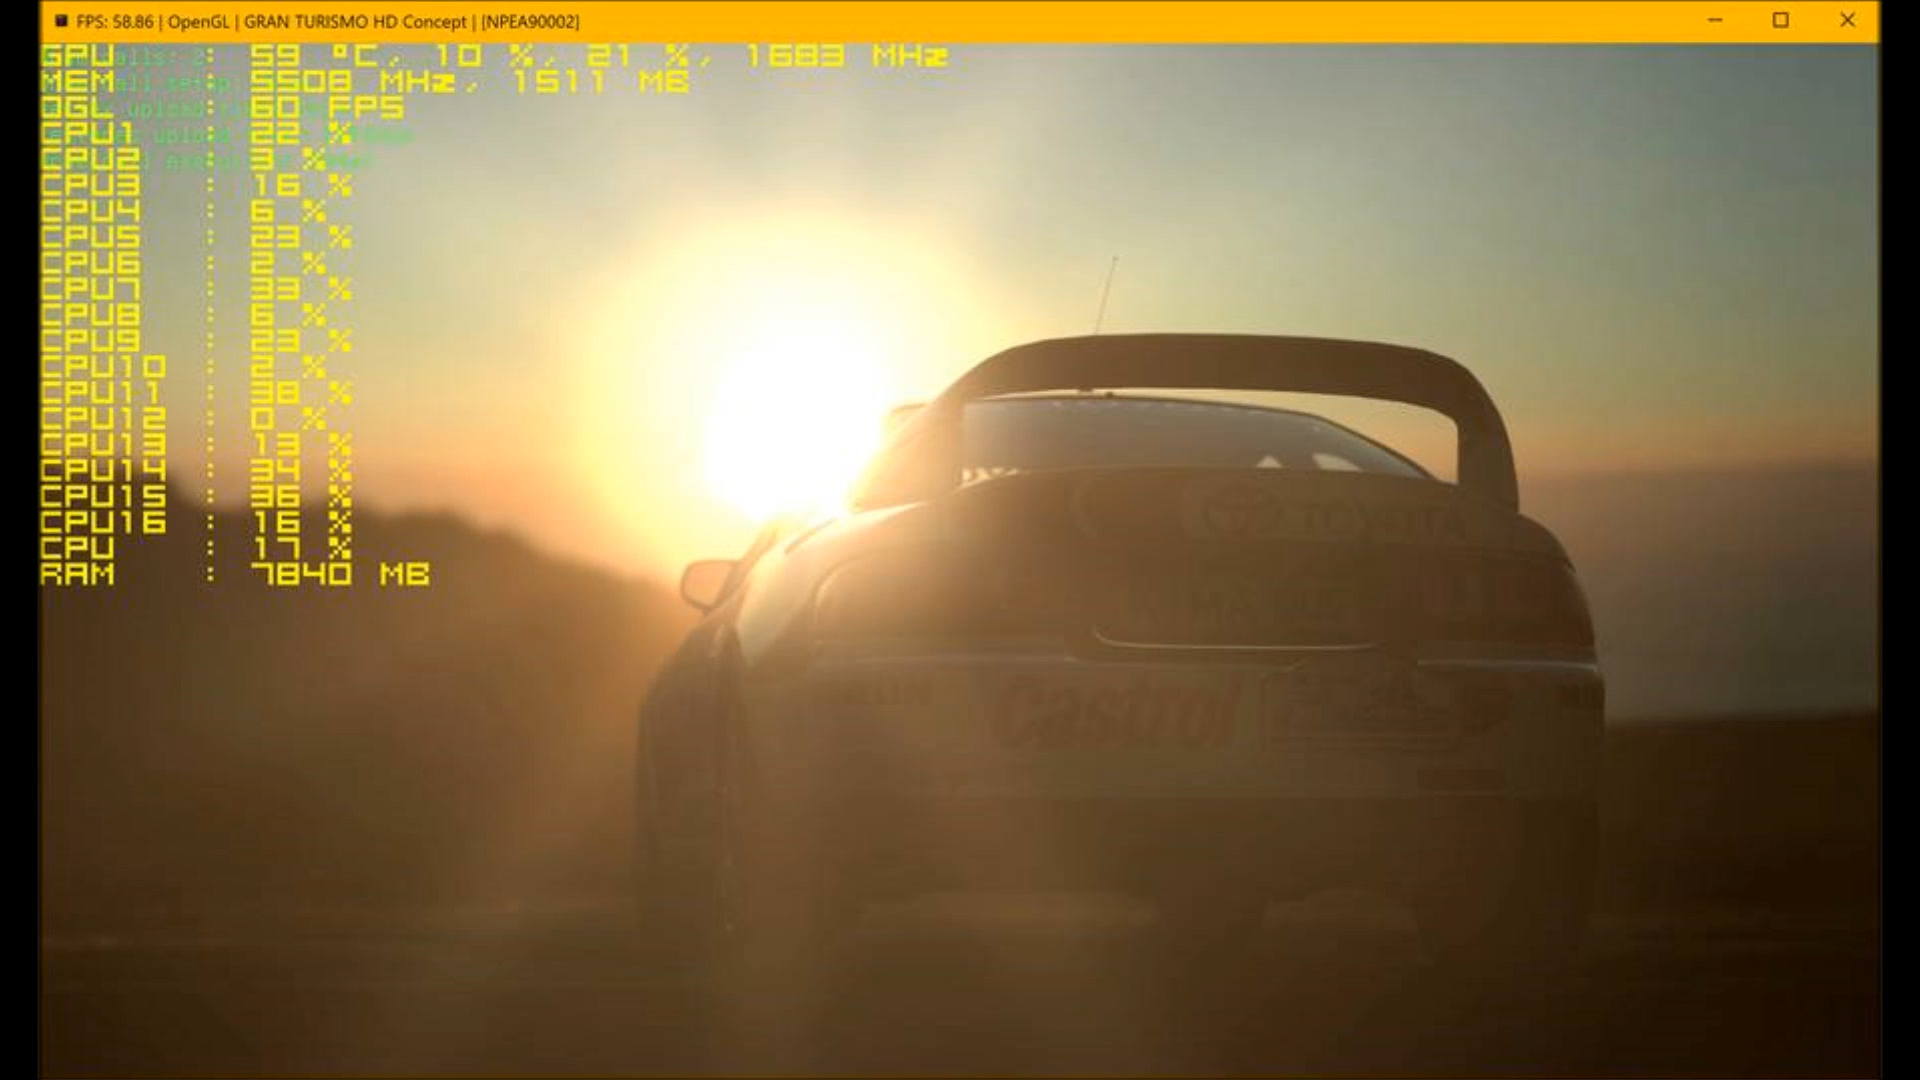 FPS: 58.86 | OpenGL | GRAN TURISMO HD Concept | [NPEA90002]
GPU : 59 °C, 10 %, 21 %, 1683 MHz
MEM : 5508 MHz, 1511 MB
OGL : 60 FPS
CPU1 : 22 %
CPU2 : 3 %
CPU3 : 16 %
CPU4 : 6 %
CPU5 : 23 %
CPU6 : 2 %
CPU7 : 33 %
CPU8 : 6 %
CPU9 : 23 %
CPU10 : 2 %
CPU11 : 38 %
CPU12 : 0 %
CPU13 : 13 %
CPU14 : 34 %
CPU15 : 36 %
CPU16 : 16 %
CPU : 17 %
RAM : 7840 MB
TOYOTA
Castrol